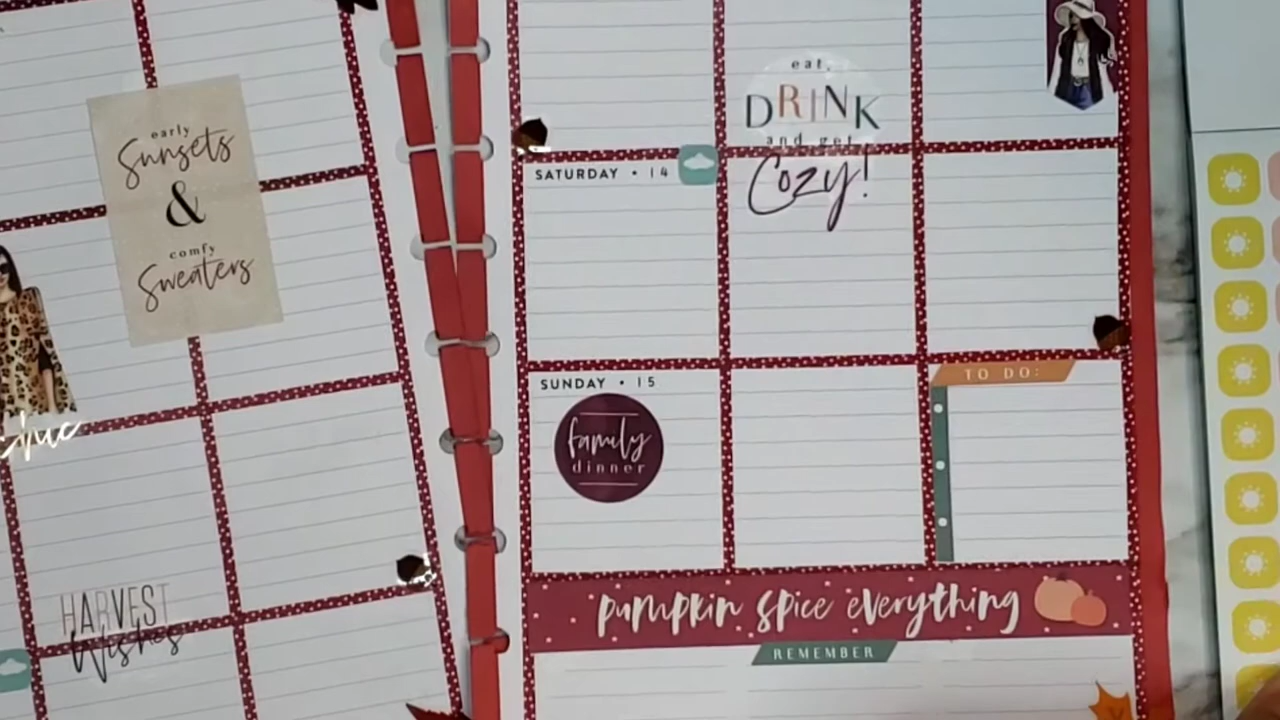 early
Sunsets
&
comfy
Sweaters
chic
HARVEST
Wishes
eat,
DRINK
and get
Cozy!
SATURDAY • 14
SUNDAY • 15
family
dinner
TO DO:
pumpkin spice everything
REMEMBER